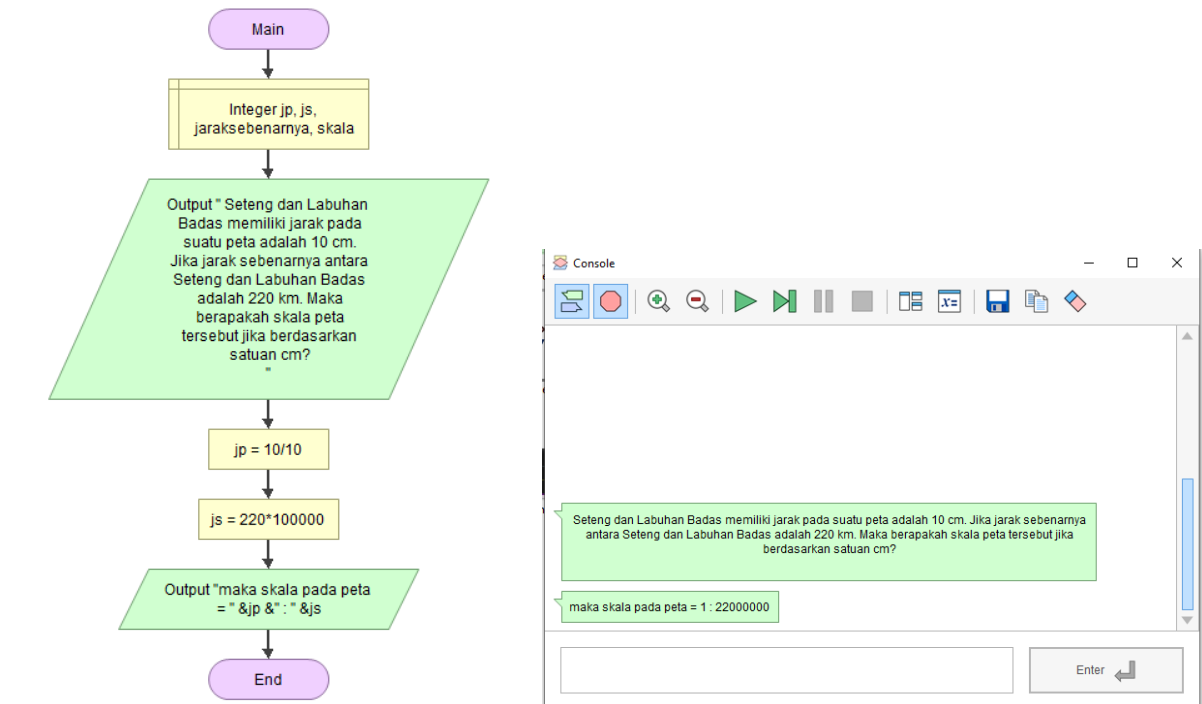 Main
Integer jp, js,
jaraksebenarnya, skala
Output " Seteng dan Labuhan
Badas memiliki jarak pada
suatu peta adalah 10 cm.
Jika jarak sebenarnya antara
Seteng dan Labuhan Badas
adalah 220 km. Maka
berapakah skala peta
tersebut jika berdasarkan
satuan cm?
"
jp = 10/10
js = 220*100000
Output "maka skala pada peta
= " &jp &" : " &js
End
Console
x=
Seteng dan Labuhan Badas memiliki jarak pada suatu peta adalah 10 cm. Jika jarak sebenarnya
antara Seteng dan Labuhan Badas adalah 220 km. Maka berapakah skala peta tersebut jika
berdasarkan satuan cm?
maka skala pada peta = 1 : 22000000
Enter